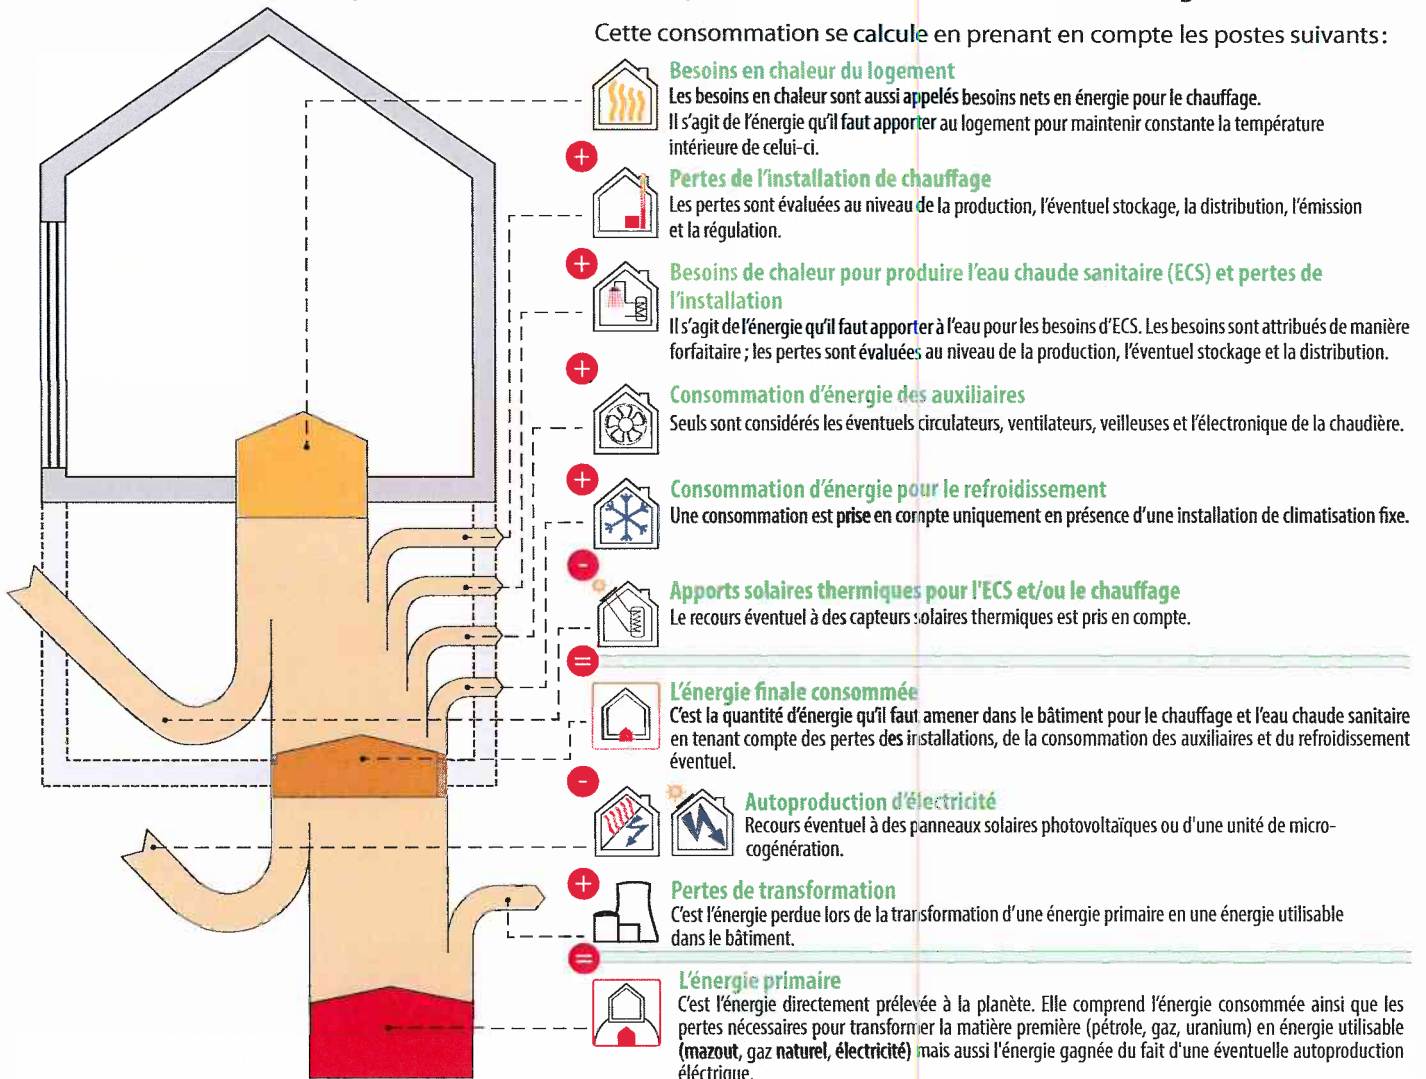 Cette consommation se calcule en prenant en compte les postes suivants:
Besoins en chaleur du logement
Les besoins en chaleur sont aussi appelés besoins nets en énergie pour le chauffage.
Il s'agit de l'énergie qu'il faut apporter au logement pour maintenir constante la température
intérieure de celui-ci.
+
Pertes de l'installation de chauffage
Les pertes sont évaluées au niveau de la production, l'éventuel stockage, la distribution, l'émission
et la régulation.
+
Besoins de chaleur pour produire l'eau chaude sanitaire (ECS) et pertes de
l'installation
Il s'agit de l'énergie qu'il faut apporter à l'eau pour les besoins d'ECS. Les besoins sont attribués de manière
forfaitaire ; les pertes sont évaluées au niveau de la production, l'éventuel stockage et la distribution.
+
Consommation d'énergie des auxiliaires
Seuls sont considérés les éventuels circulateurs, ventilateurs, veilleuses et l'électronique de la chaudière.
+
Consommation d'énergie pour le refroidissement
Une consommation est prise en compte uniquement en présence d'une installation de climatisation fixe.
-
Apports solaires thermiques pour l'ECS et/ou le chauffage
Le recours éventuel à des capteurs solaires thermiques est pris en compte.
=
L'énergie finale consommée
C'est la quantité d'énergie qu'il faut amener dans le bâtiment pour le chauffage et l'eau chaude sanitaire
en tenant compte des pertes des installations, de la consommation des auxiliaires et du refroidissement
éventuel.
-
Autoproduction d'électricité
Recours éventuel à des panneaux solaires photovoltaïques ou d'une unité de micro-
cogénération.
+
Pertes de transformation
C'est l'énergie perdue lors de la transformation d'une énergie primaire en une énergie utilisable
dans le bâtiment.
=
L'énergie primaire
C'est l'énergie directement prélevée à la planète. Elle comprend l'énergie consommée ainsi que les
pertes nécessaires pour transformer la matière première (pétrole, gaz, uranium) en énergie utilisable
(mazout, gaz naturel, électricité) mais aussi l'énergie gagnée du fait d'une éventuelle autoproduction
éléctrique.